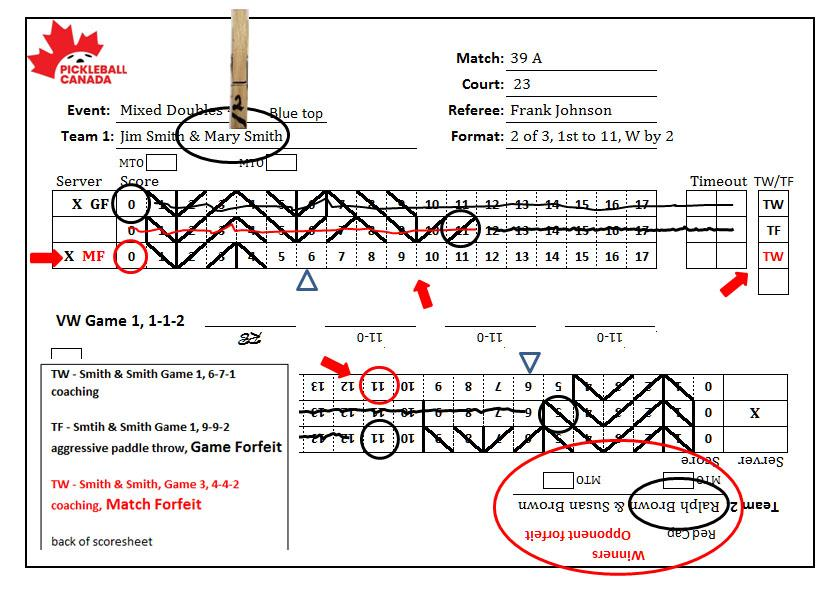 PICKLEBALL
CANADA
Match: 39 A
Court: 23
Event: Mixed Doubles
12
Blue top
Referee: Frank Johnson
Team 1: Jim Smith & Mary Smith
Format: 2 of 3, 1st to 11, W by 2
MTO MTO
Server Score Timeout TW/TF
X GF 0 1 2 3 4 5 6 7 8 9 10 11 12 13 14 15 16 17 TW
0 1 2 3 4 5 6 7 8 9 10 11 12 13 14 15 16 17 TF
X MF 0 1 2 3 4 5 6 7 8 9 10 11 12 13 14 15 16 17 TW
VW Game 1, 1-1-2
11-0 11-0 11-0
TW - Smith & Smith Game 1, 6-7-1
coaching
TF - Smtih & Smith Game 1, 9-9-2
aggressive paddle throw, Game Forfeit
TW - Smith & Smith, Game 3, 4-4-2
coaching, Match Forfeit
back of scoresheet
Winners
Red Cap Opponent forfeit
Team 2 Ralph Brown & Susan Brown
MTO MTO
Server Score
0 1 2 3 4 5 6 7 8 9 10 11 12 13
X 0 1 2 3 4 5 6 7 8 9 10 11 12 13
0 1 2 3 4 5 6 7 8 9 10 11 12 13